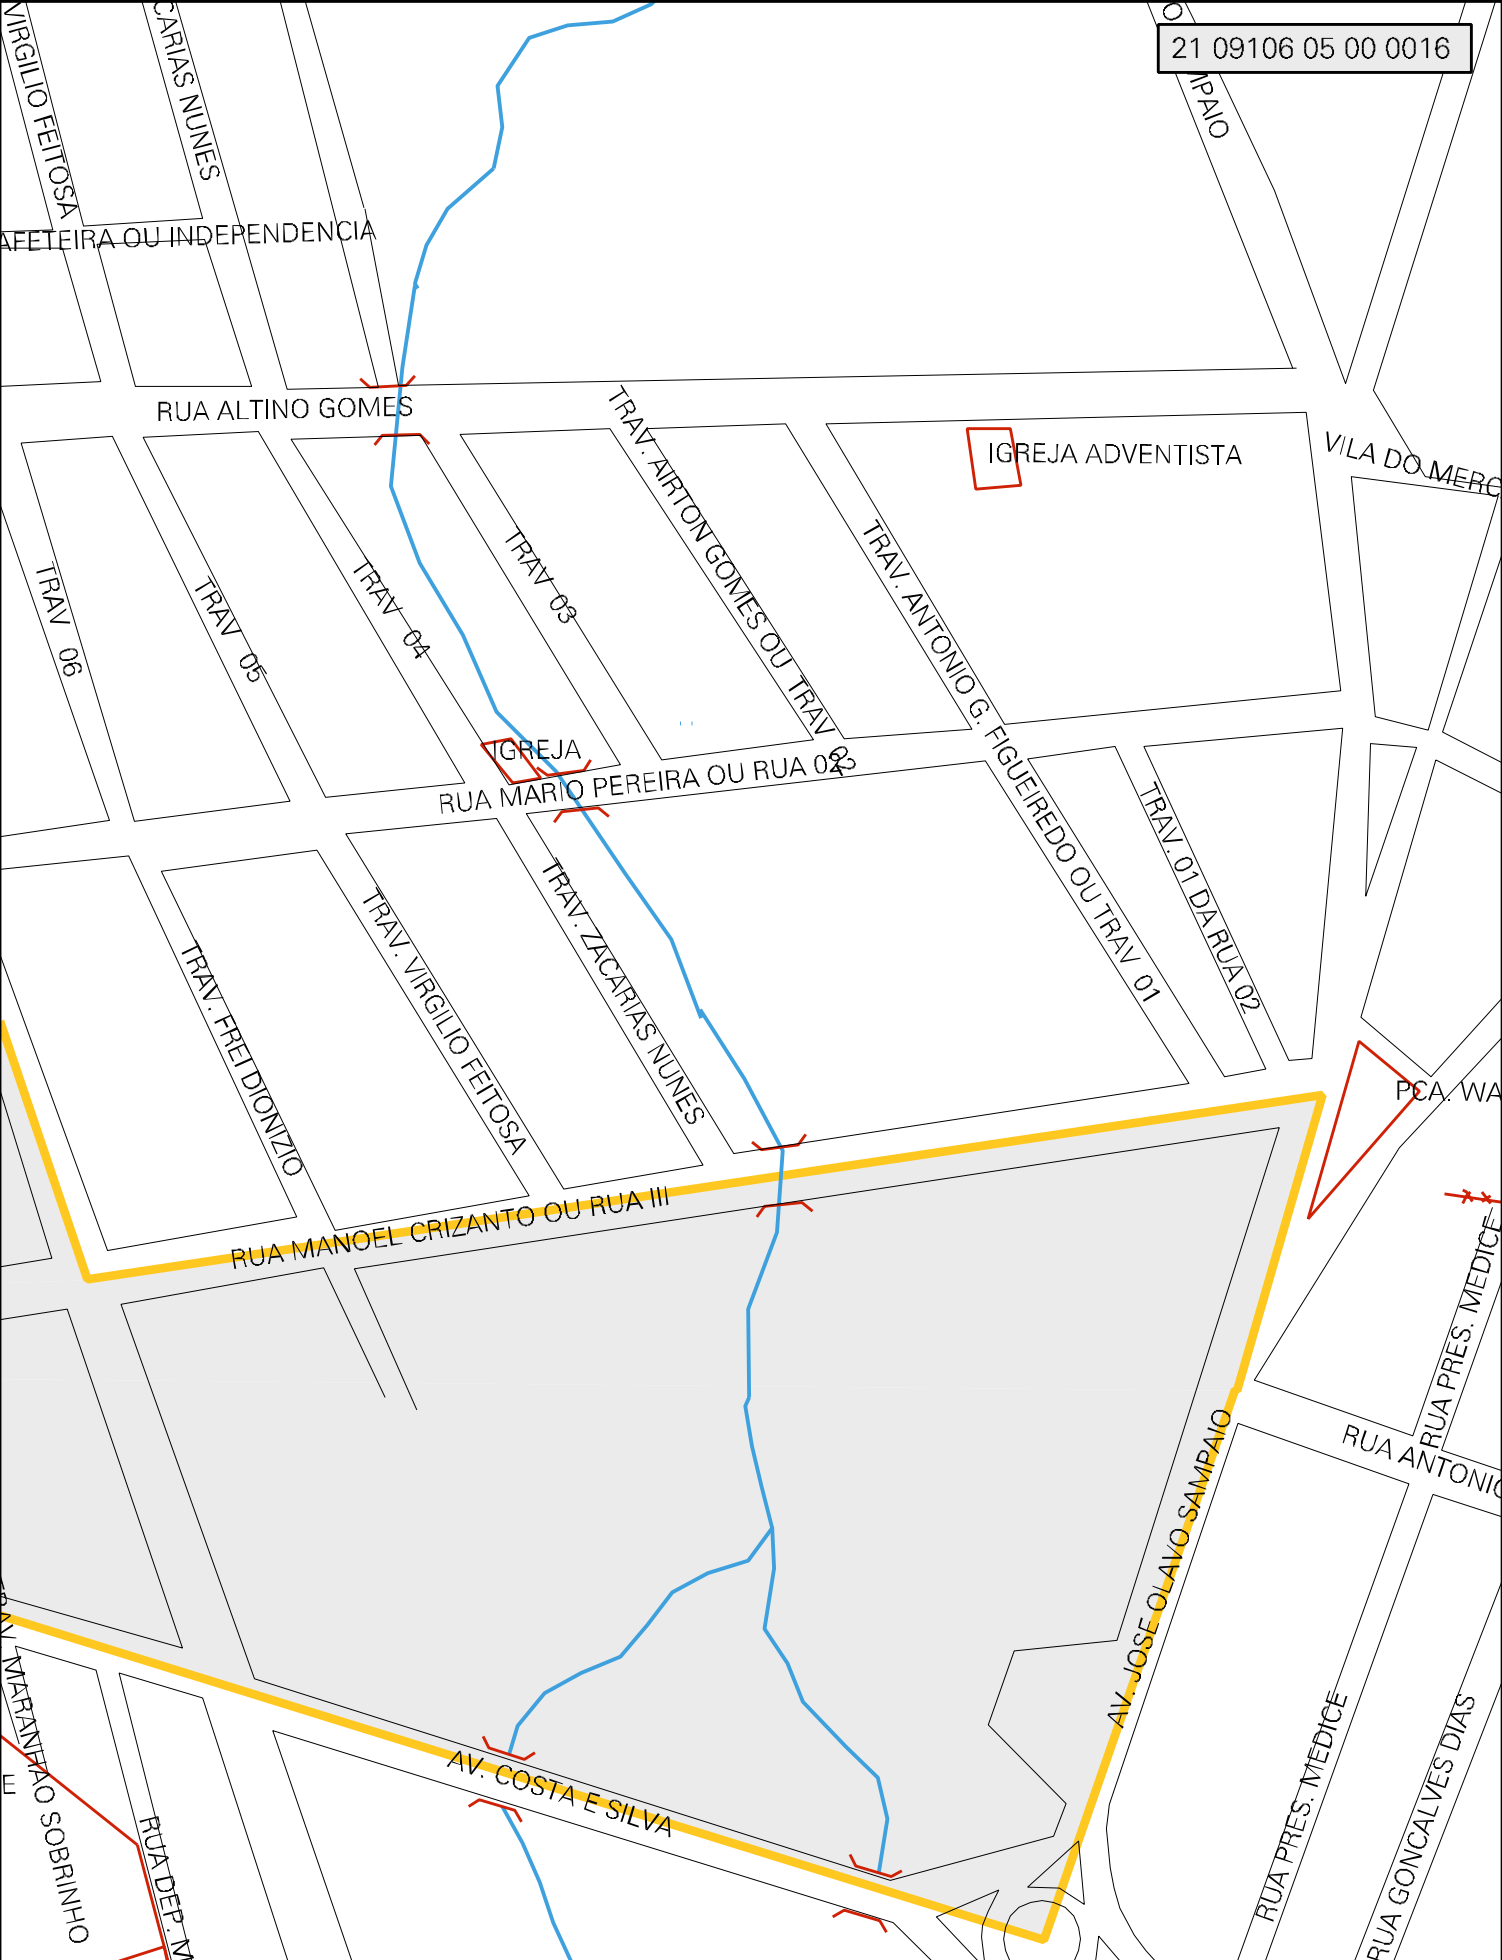 21 09106 05 00 0016
VIRGILIO FEITOSA
CARIAS NUNES
O
MPAIO
AFETEIRA OU INDEPENDENCIA
RUA ALTINO GOMES
IGREJA ADVENTISTA
VILA DO MERC
TRAV. AIRTON GOMES OU TRAV 02
TRAV. ANTONIO G. FIGUEIREDO OU TRAV 01
TRAV 06
TRAV 05
TRAV 04
TRAV 03
IGREJA
RUA MARIO PEREIRA OU RUA 02
TRAV. 01 DA RUA 02
TRAV. FREI DIONIZIO
TRAV. VIRGILIO FEITOSA
TRAV. ZACARIAS NUNES
PCA. WA
RUA MANOEL CRIZANTO OU RUA III
RUA PRES. MEDICE
RUA ANTONIO
AV. JOSE OLAVO SAMPAIO
AV. COSTA E SILVA
MARANHAO SOBRINHO
E
RUA DEP. M
RUA PRES. MEDICE
RUA GONCALVES DIAS